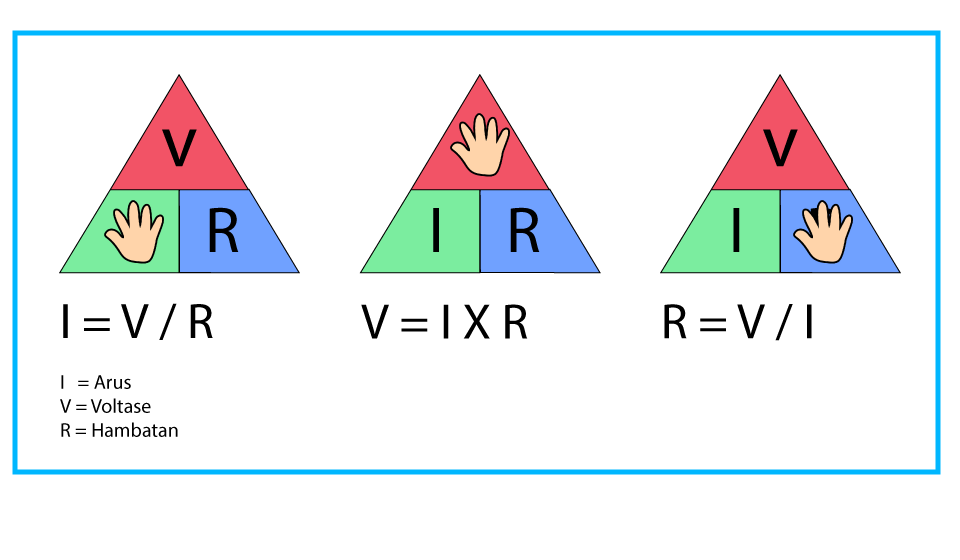 V
R
I = V / R
I R
V = I X R
V
I
R = V / I
I = Arus
V = Voltase
R = Hambatan